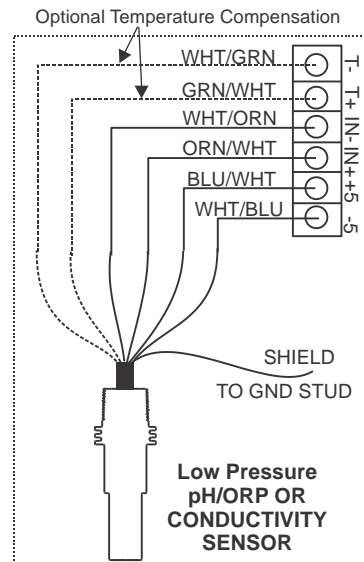 Optional Temperature Compensation
WHT/GRN T-
GRN/WHT T+
WHT/ORN IN-
ORN/WHT IN+
BLU/WHT +5
WHT/BLU -5
SHIELD
TO GND STUD
Low Pressure
pH/ORP OR
CONDUCTIVITY
SENSOR